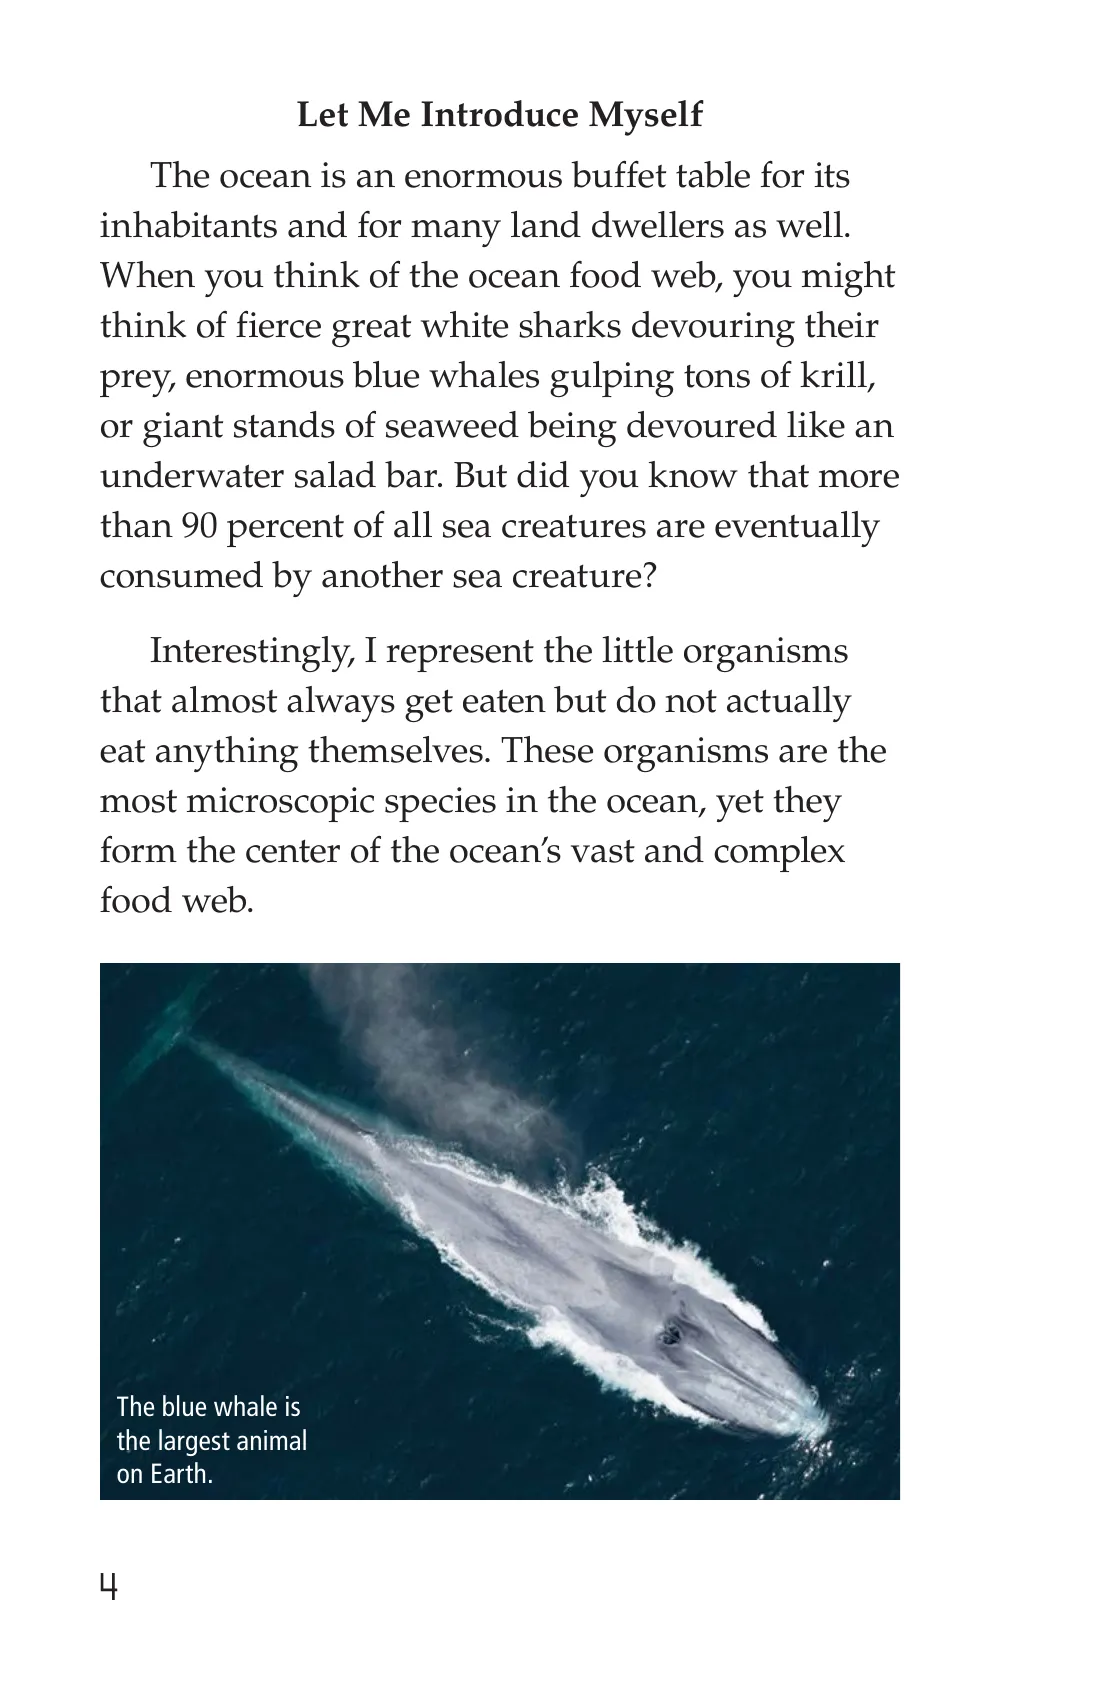 Let Me Introduce Myself
The ocean is an enormous buffet table for its
inhabitants and for many land dwellers as well.
When you think of the ocean food web, you might
think of fierce great white sharks devouring their
prey, enormous blue whales gulping tons of krill,
or giant stands of seaweed being devoured like an
underwater salad bar. But did you know that more
than 90 percent of all sea creatures are eventually
consumed by another sea creature?
Interestingly, I represent the little organisms
that almost always get eaten but do not actually
eat anything themselves. These organisms are the
most microscopic species in the ocean, yet they
form the center of the ocean’s vast and complex
food web.
The blue whale is
the largest animal
on Earth.
4